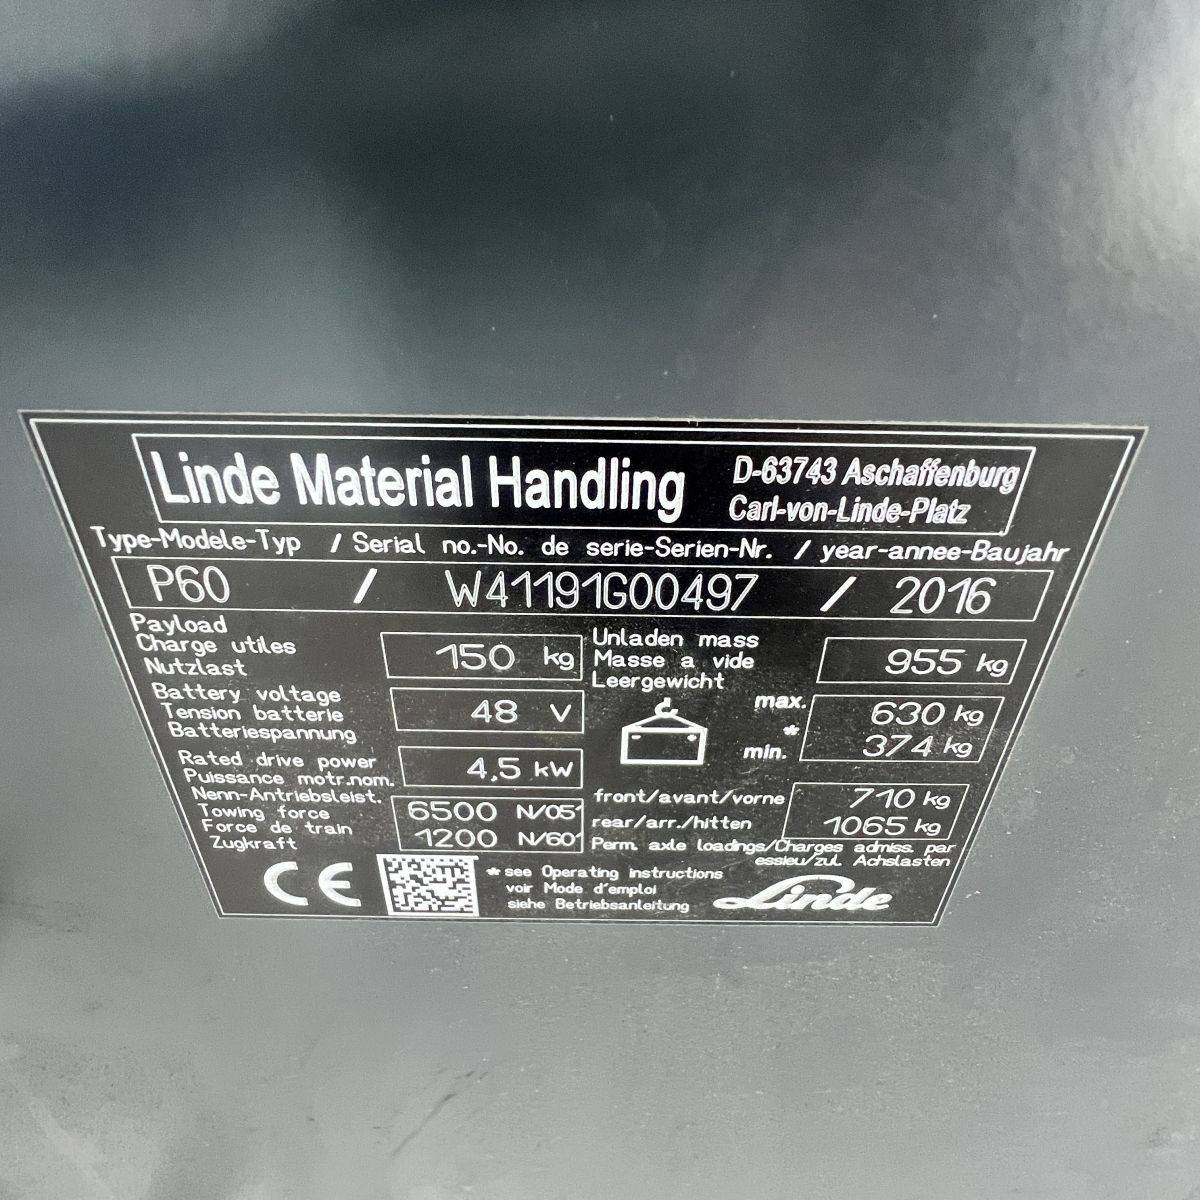 Linde Material Handling
D-63743 Aschaffenburg
Carl-von-Linde-Platz
Type-Modele-Typ / Serial no.-No. de serie-Serien-Nr. / year-annee-Baujahr
P60 / W41191G00497 / 2016
Payload
Charge utiles
Nutzlast
150 kg
Unladen mass
Masse a vide
Leergewicht
955 kg
Battery voltage
Tension batterie
Batteriespannung
48 V
max. 630 kg
*
min. 374 kg
Rated drive power
Puissance motr.nom.
Nenn-Antriebsleist.
4,5 kW
Towing force
Force de train
Zugkraft
6500 N/05'
1200 N/60'
front/avant/vorne 710 kg
rear/arr./hitten 1065 kg
Perm. axle loadings/Charges admiss. par
essieu/zul. Achslasten
CE
*see Operating instructions
voir Mode d'emploi
siehe Betriebsanleitung
Linde